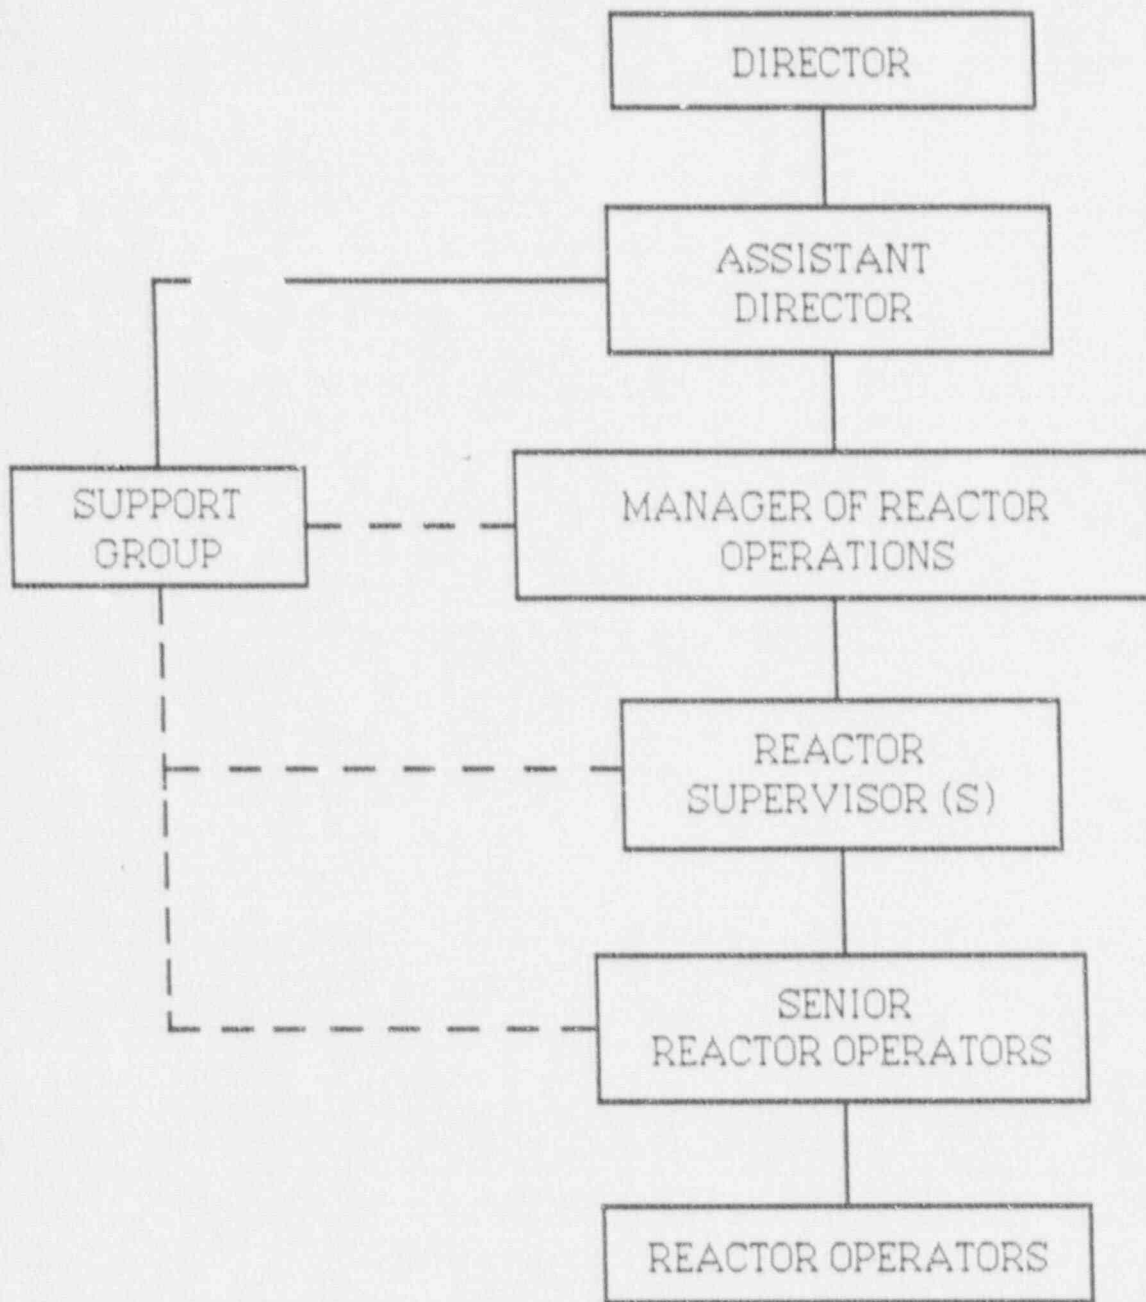 DIRECTOR
ASSISTANT
DIRECTOR
SUPPORT
GROUP
MANAGER OF REACTOR
OPERATIONS
REACTOR
SUPERVISOR (S)
SENIOR
REACTOR OPERATORS
REACTOR OPERATORS